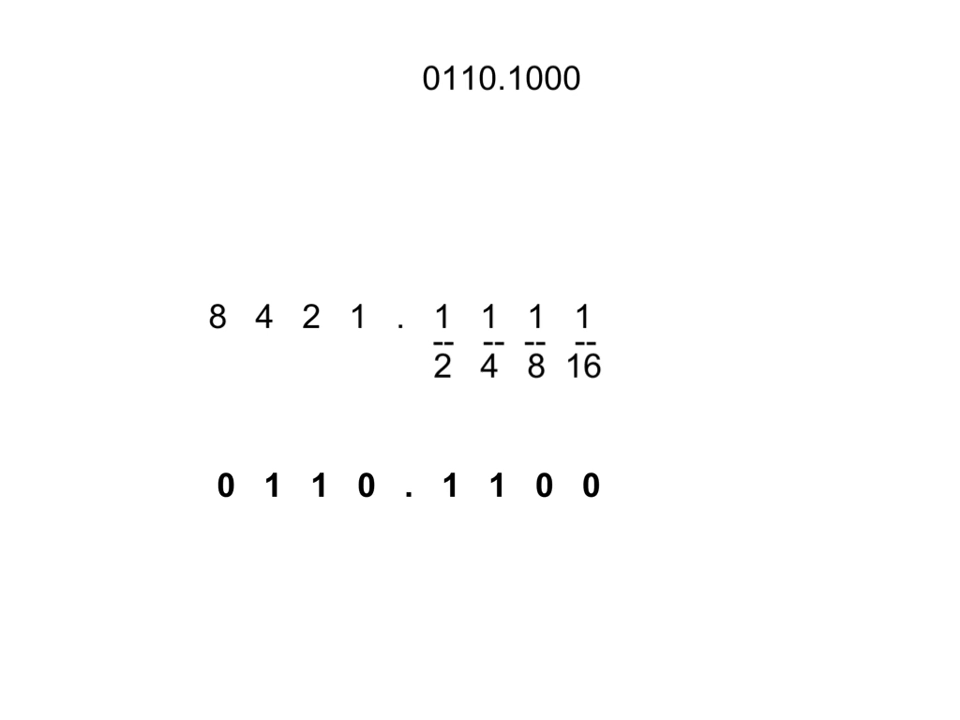 0110.1000
8 4 2 1 . 1 1 1 1
-- -- -- --
2 4 8 16
0 1 1 0 . 1 1 0 0